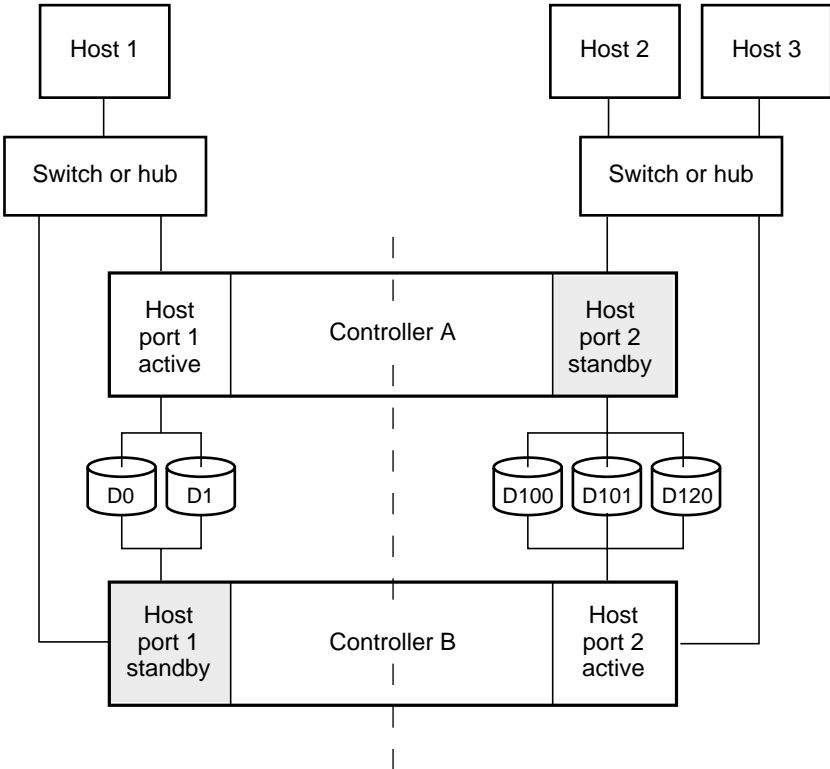 Host 1
Host 2
Host 3
Switch or hub
Switch or hub
Host
port 1
active
Controller A
Host
port 2
standby
D0
D1
D100
D101
D120
Host
port 1
standby
Controller B
Host
port 2
active